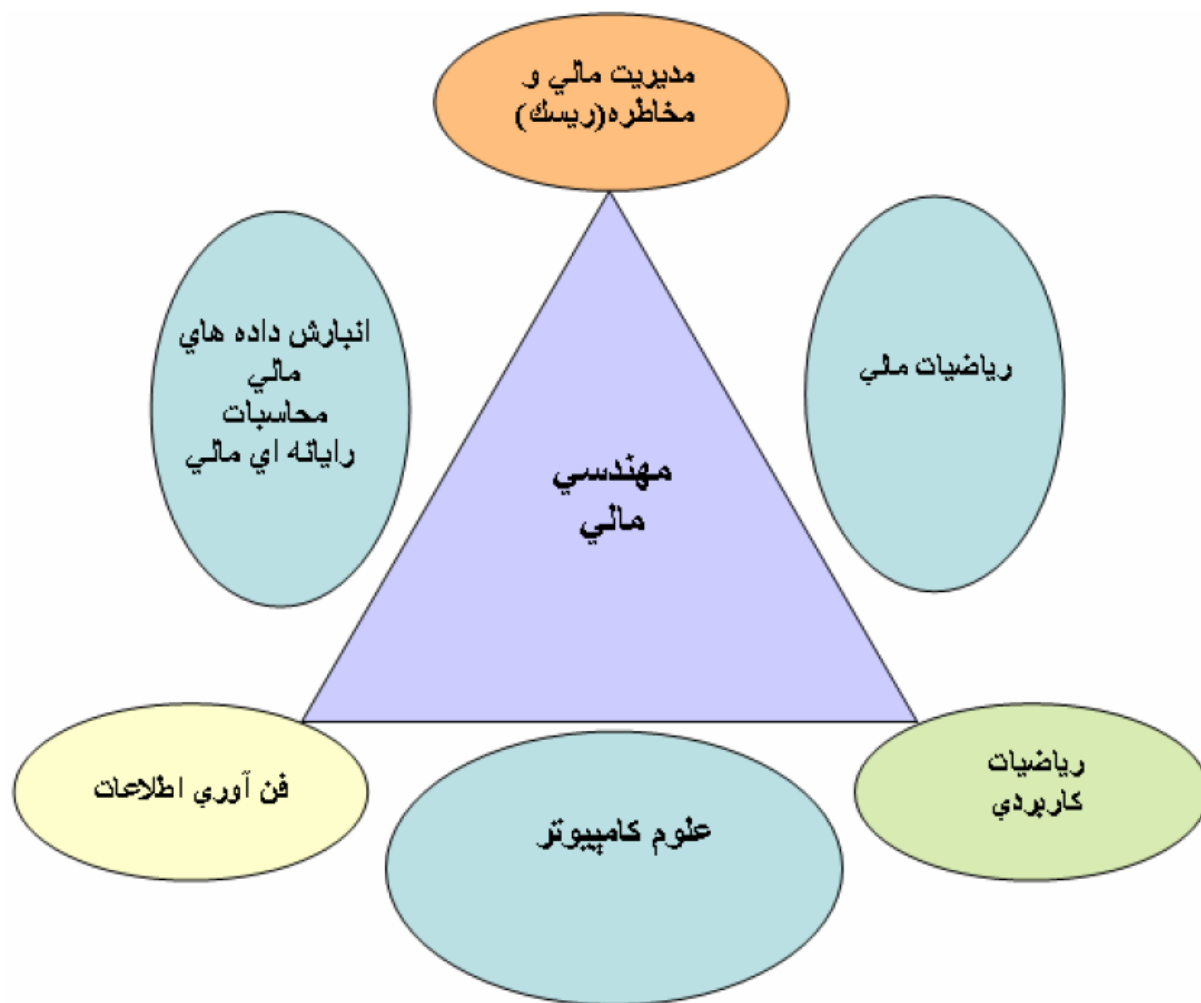 مديريت مالي و
مخاطره(ريسك)
رياضيات مالي
انبارش داده هاي
مالي
محاسبات
رايانه اي مالي
مهندسي
مالي
رياضيات
كاربردي
علوم كامپيوتر
فن آوري اطلاعات